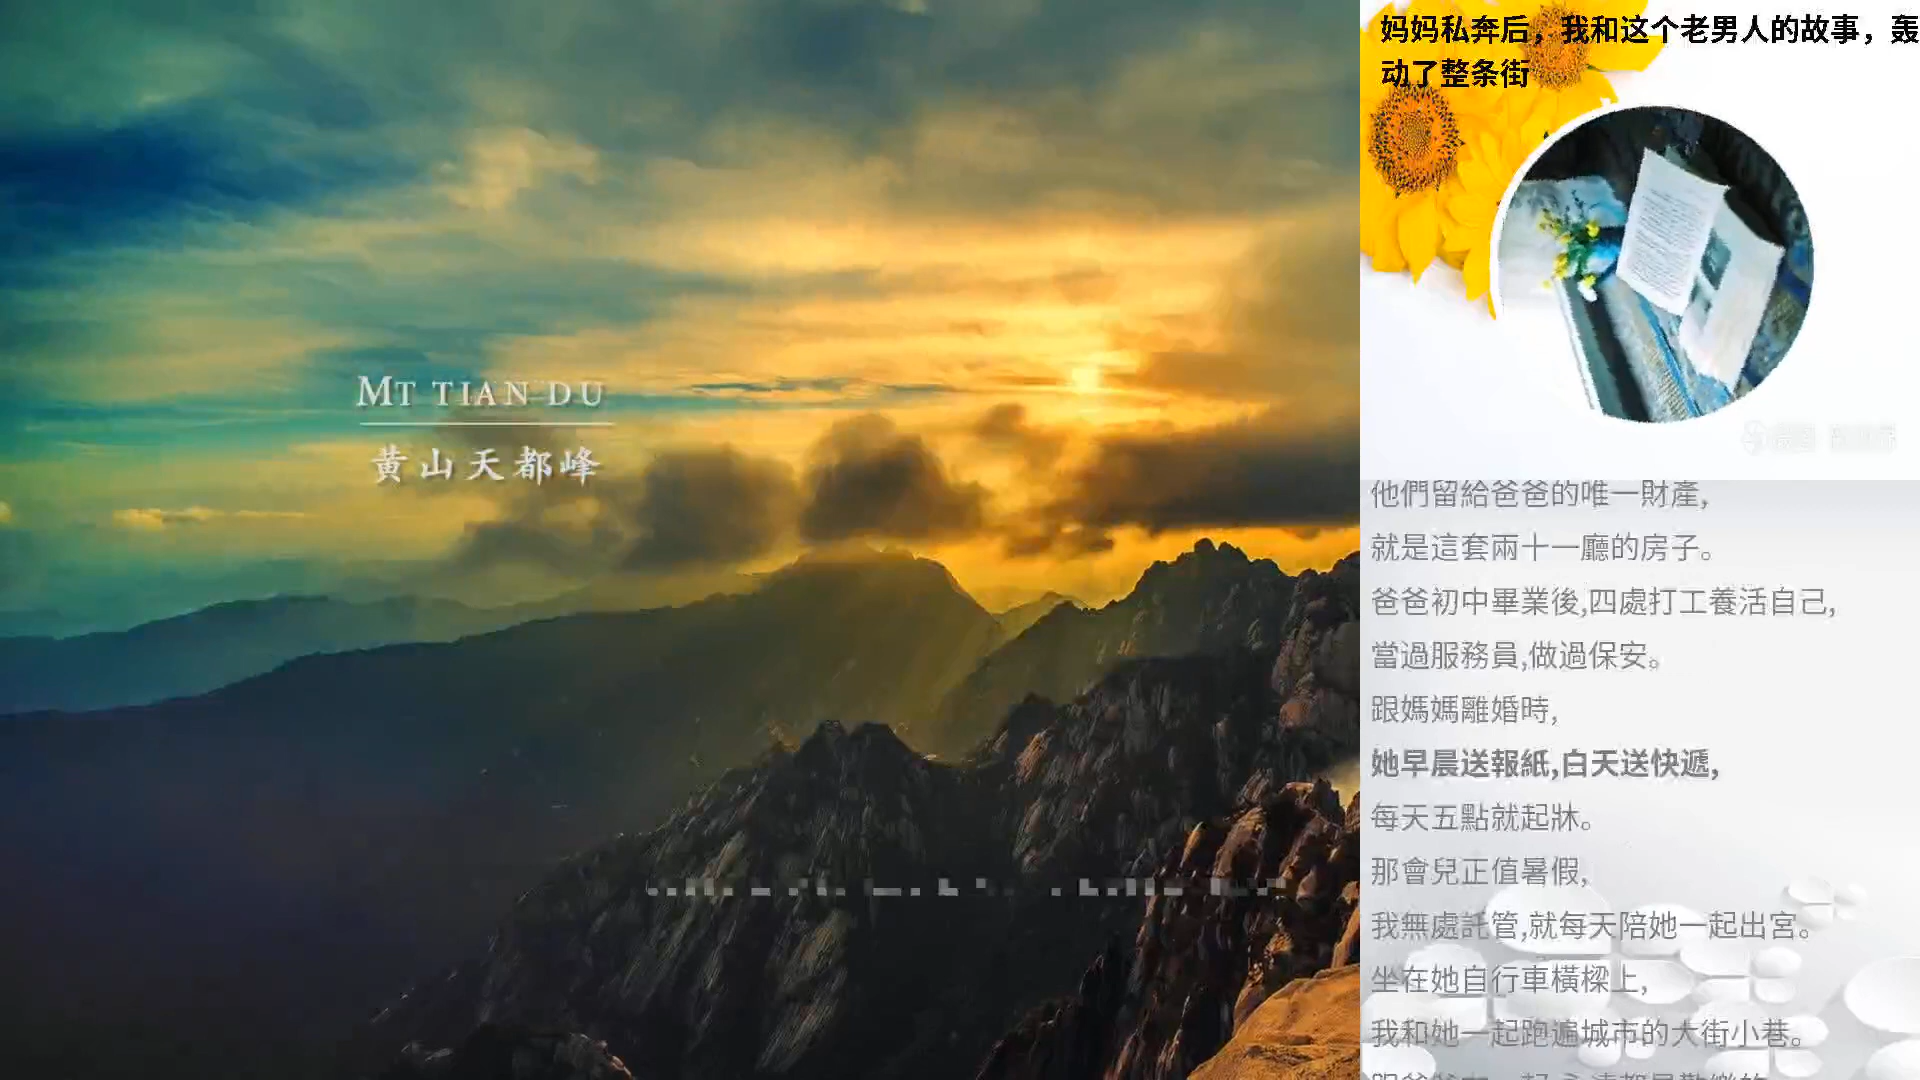 MT TIAN DU
黄山天都峰
妈妈私奔后，我和这个老男人的故事，轰
动了整条街
他們留給爸爸的唯一財產,
就是這套兩十一廳的房子。
爸爸初中畢業後,四處打工養活自己,
當過服務員,做過保安。
跟媽媽離婚時,
她早晨送報紙,白天送快遞,
每天五點就起牀。
那會兒正值暑假,
我無處託管,就每天陪她一起出宮。
坐在她自行車橫樑上,
我和她一起跑遍城市的大街小巷。